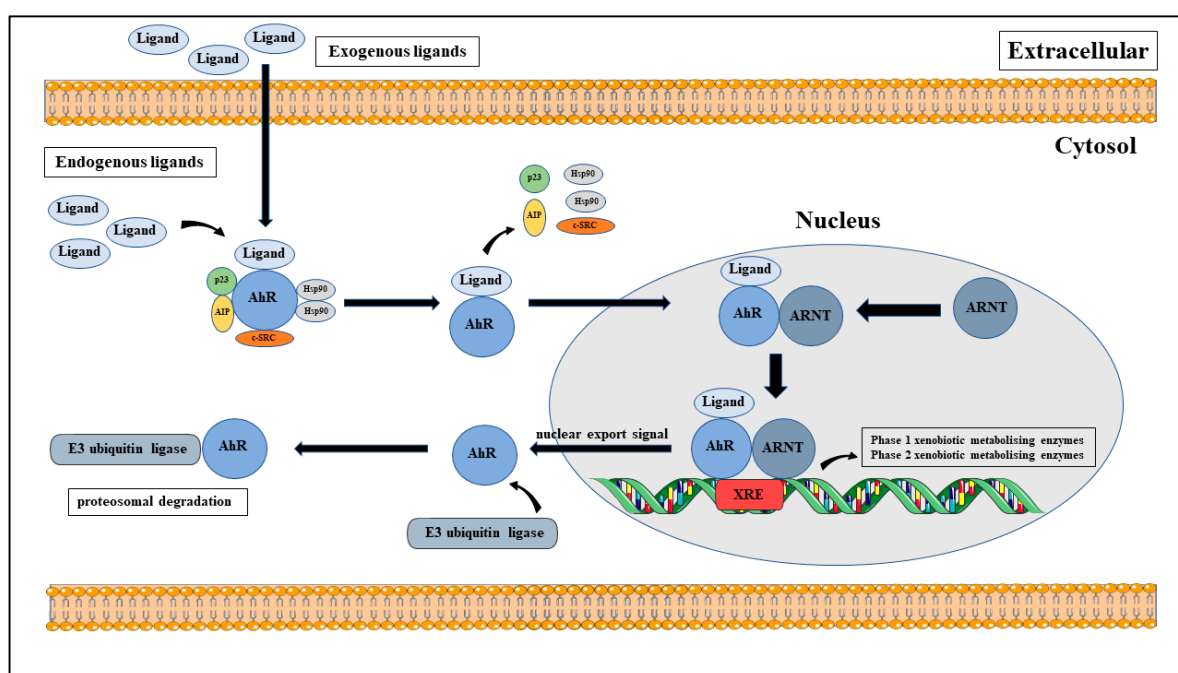 Ligand
Ligand
Ligand
Exogenous ligands
Extracellular
Cytosol
Endogenous ligands
Ligand
Ligand
Ligand
Ligand
p23
AhR
Hsp90
Hsp90
AIP
c-SRC
p23
Hsp90
Hsp90
AIP
c-SRC
Ligand
AhR
Nucleus
Ligand
AhR
ARNT
ARNT
Ligand
AhR
ARNT
XRE
Phase 1 xenobiotic metabolising enzymes
Phase 2 xenobiotic metabolising enzymes
nuclear export signal
AhR
E3 ubiquitin ligase
E3 ubiquitin ligase
AhR
proteosomal degradation